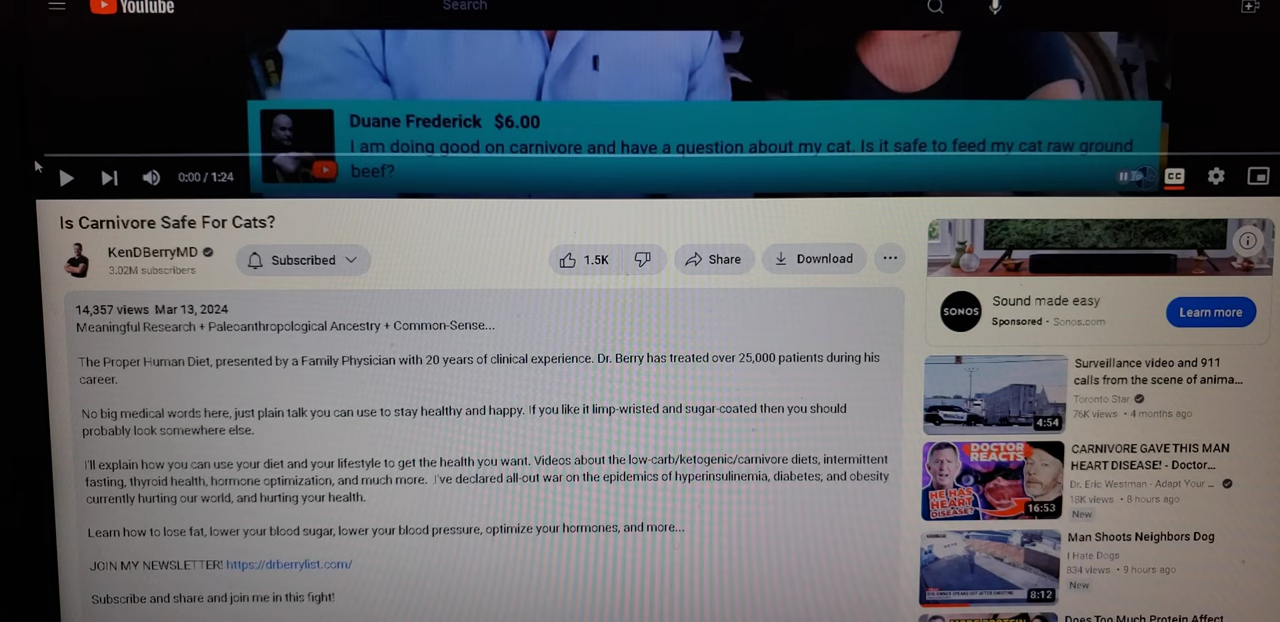 YouTube
Search
Duane Frederick $6.00
I am doing good on carnivore and have a question about my cat. Is it safe to feed my cat raw ground
beef?
0:00 / 1:24
CC
Is Carnivore Safe For Cats?
KenDBerryMD
3.02M subscribers
Subscribed
1.5K
Share
Download
14,357 views Mar 13, 2024
Meaningful Research + Paleoanthropological Ancestry + Common-Sense...
The Proper Human Diet, presented by a Family Physician with 20 years of clinical experience. Dr. Berry has treated over 25,000 patients during his
career.
No big medical words here, just plain talk you can use to stay healthy and happy. If you like it limp-wristed and sugar-coated then you should
probably look somewhere else.
I'll explain how you can use your diet and your lifestyle to get the health you want. Videos about the low-carb/ketogenic/carnivore diets, intermittent
fasting, thyroid health, hormone optimization, and much more. I've declared all-out war on the epidemics of hyperinsulinemia, diabetes, and obesity
currently hurting our world, and hurting your health.
Learn how to lose fat, lower your blood sugar, lower your blood pressure, optimize your hormones, and more...
JOIN MY NEWSLETTER! https://drberrylist.com/
Subscribe and share and join me in this fight!
SONOS
Sound made easy
Sponsored · Sonos.com
Learn more
Surveillance video and 911
calls from the scene of anima...
Toronto Star
76K views • 4 months ago
4:54
DOCTOR
REACTS
HE HAS
HEART
DISEASE!
16:53
CARNIVORE GAVE THIS MAN
HEART DISEASE! - Doctor...
Dr. Eric Westman - Adapt Your ...
18K views • 8 hours ago
New
Man Shoots Neighbors Dog
I Hate Dogs
834 views • 9 hours ago
New
8:12
Does Too Much Protein Affect